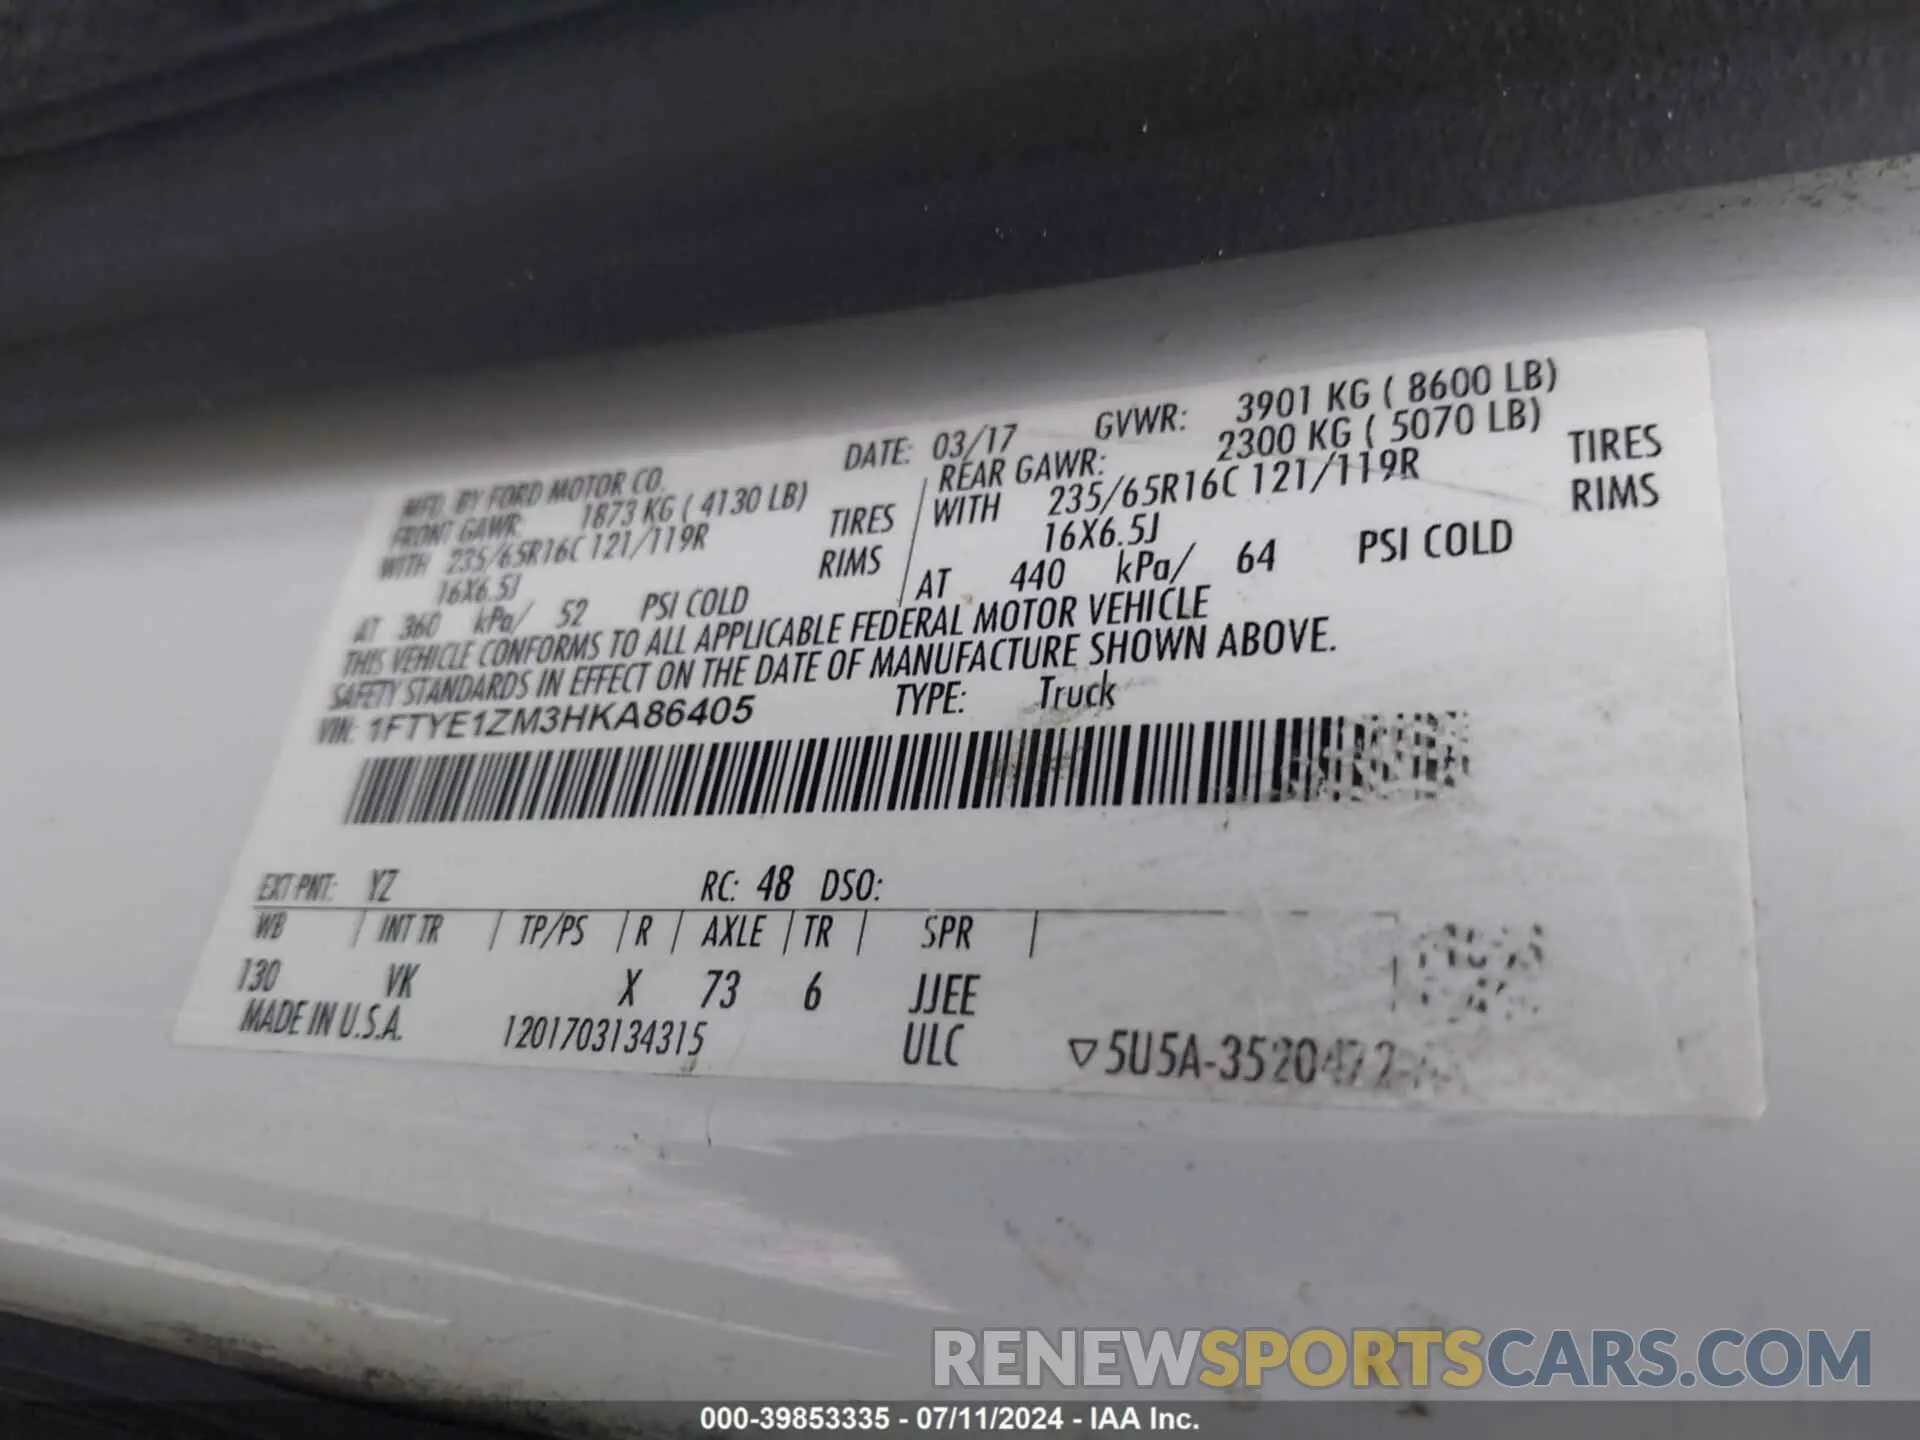 MFD. BY FORD MOTOR CO. DATE: 03/17 GVWR: 3901 KG ( 8600 LB)
FRONT GAWR: 1873 KG ( 4130 LB) REAR GAWR: 2300 KG ( 5070 LB)
WITH 235/65R16C 121/119R TIRES WITH 235/65R16C 121/119R TIRES
16X6.5J RIMS 16X6.5J RIMS
AT 360 kPa/ 52 PSI COLD AT 440 kPa/ 64 PSI COLD
THIS VEHICLE CONFORMS TO ALL APPLICABLE FEDERAL MOTOR VEHICLE
SAFETY STANDARDS IN EFFECT ON THE DATE OF MANUFACTURE SHOWN ABOVE.
VIN: 1FTYE1ZM3HKA86405 TYPE: Truck
EXT PNT: YZ RC: 48 DSO:
WB INT TR TP/PS R AXLE TR SPR
130 VK X 73 6 JJEE
MADE IN U.S.A. 1201703134315 ULC
RENEWSPORTSCARS.COM
000-39853335 - 07/11/2024 - IAA Inc.